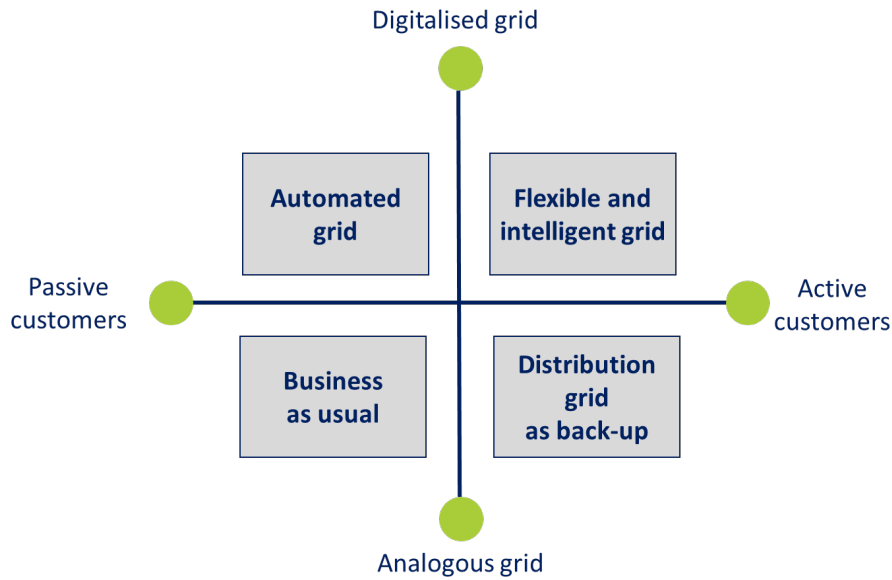 Digitalised grid
Automated
grid
Flexible and
intelligent grid
Passive
customers
Active
customers
Business
as usual
Distribution
grid
as back-up
Analogous grid